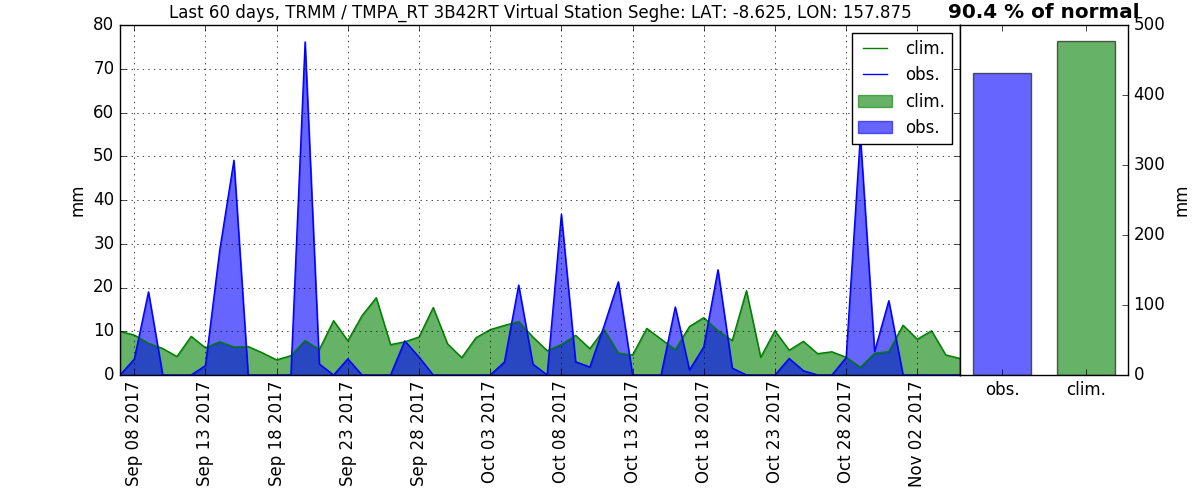 Last 60 days, TRMM / TMPA_RT 3B42RT Virtual Station Seghe: LAT: -8.625, LON: 157.875
90.4 % of normal
mm
80
70
60
50
40
30
20
10
0
clim.
obs.
clim.
obs.
500
400
300
200
100
0
mm
Sep 08 2017
Sep 13 2017
Sep 18 2017
Sep 23 2017
Sep 28 2017
Oct 03 2017
Oct 08 2017
Oct 13 2017
Oct 18 2017
Oct 23 2017
Oct 28 2017
Nov 02 2017
obs.
clim.